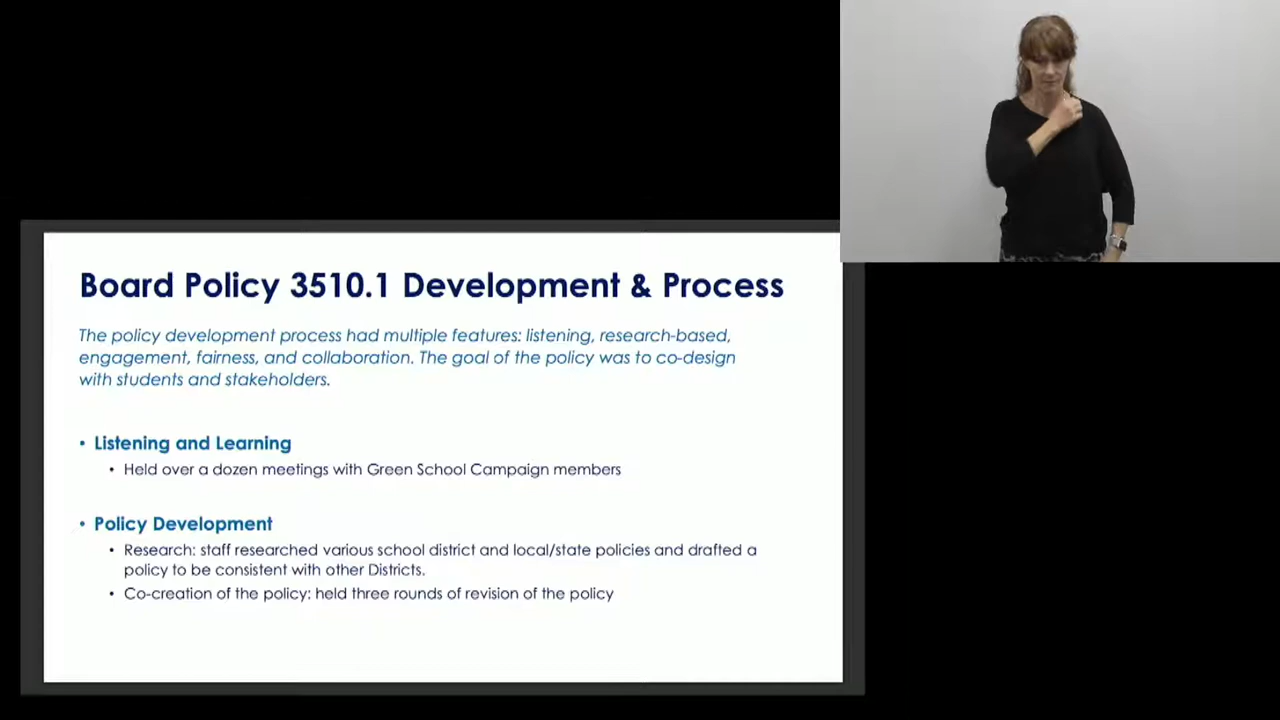 Board Policy 3510.1 Development & Process
The policy development process had multiple features: listening, research-based,
engagement, fairness, and collaboration. The goal of the policy was to co-design
with students and stakeholders.
• Listening and Learning
• Held over a dozen meetings with Green School Campaign members
• Policy Development
• Research: staff researched various school district and local/state policies and drafted a
policy to be consistent with other Districts.
• Co-creation of the policy: held three rounds of revision of the policy